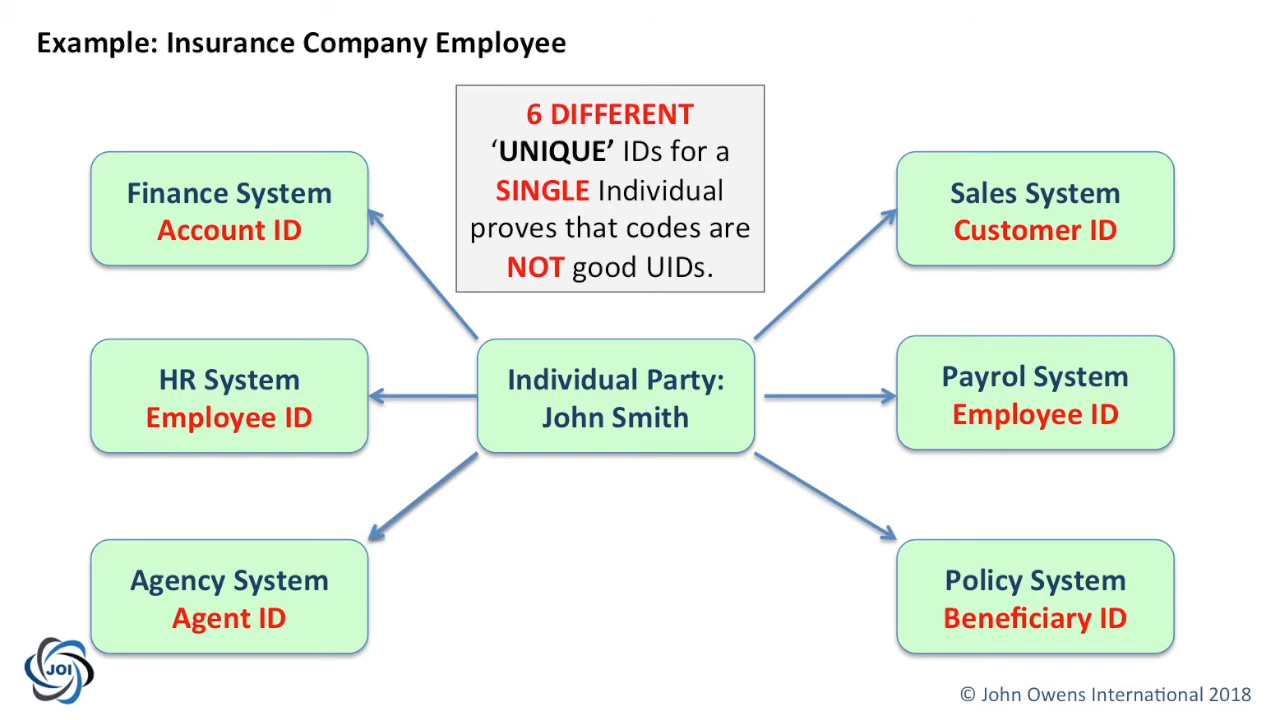 Example: Insurance Company Employee
6 DIFFERENT
‘UNIQUE’ IDs for a
SINGLE Individual
proves that codes are
NOT good UIDs.
Finance System
Account ID
Sales System
Customer ID
HR System
Employee ID
Individual Party:
John Smith
Payrol System
Employee ID
Agency System
Agent ID
Policy System
Beneficiary ID
JOI
© John Owens International 2018